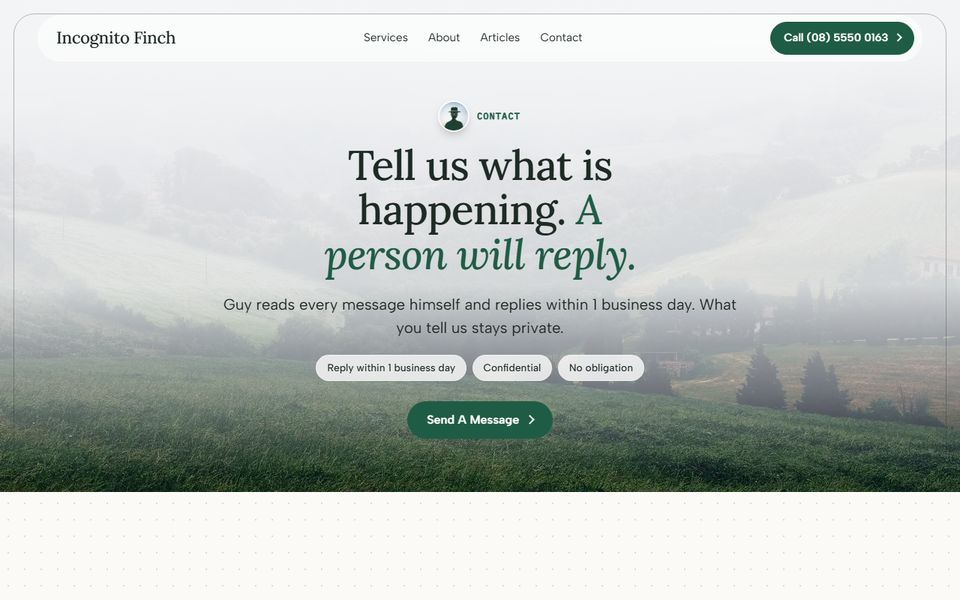 Incognito Finch
Services
About
Articles
Contact
Call (08) 5550 0163
CONTACT
Tell us what is
happening. A
person will reply.
Guy reads every message himself and replies within 1 business day. What
you tell us stays private.
Reply within 1 business day
Confidential
No obligation
Send A Message